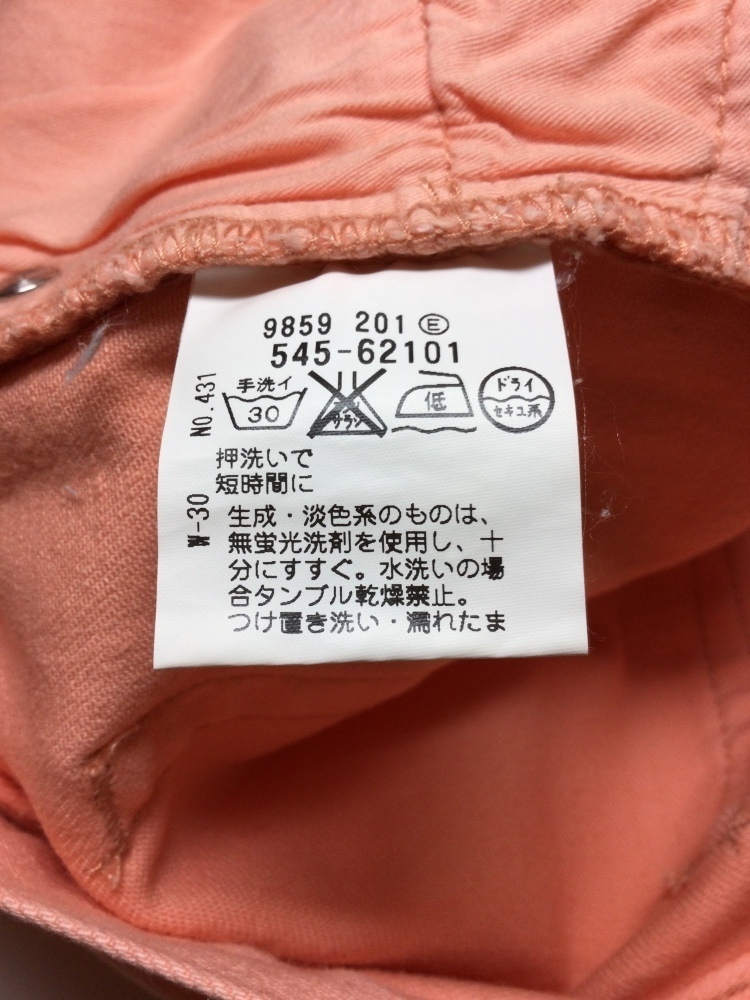 9859 201 Ⓔ
545-62101
NO.431
手洗イ
30
エンソ
サラシ
低
ドライ
セキユ系
W-30
押洗いで
短時間に
生成・淡色系のものは、
無蛍光洗剤を使用し、十
分にすすぐ。水洗いの場
合タンブル乾燥禁止。
つけ置き洗い・濡れたま